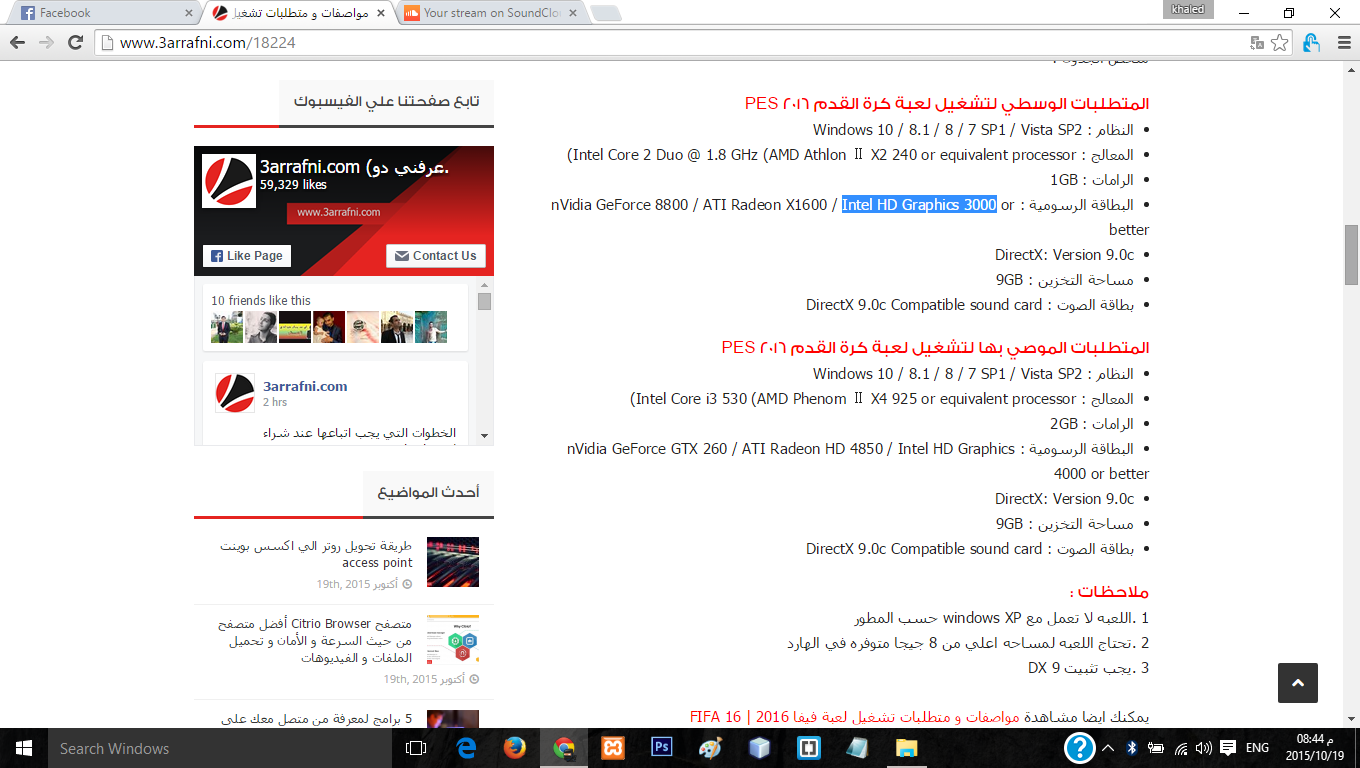 Facebook
مواصفات و متطلبات تشغيل
Your stream on SoundClo
khaled
www.3arrafni.com/18224
المتطلبات الوسطي لتشغيل لعبة كرة القدم PES ٢٠١٦
النظام : Windows 10 / 8.1 / 8 / 7 SP1 / Vista SP2
المعالج : Intel Core 2 Duo @ 1.8 GHz (AMD Athlon Ⅱ X2 240 or equivalent processor)
الرامات : 1GB
البطاقة الرسومية : nVidia GeForce 8800 / ATI Radeon X1600 / Intel HD Graphics 3000 or
better
DirectX: Version 9.0c
مساحة التخزين : 9GB
بطاقة الصوت : DirectX 9.0c Compatible sound card
المتطلبات الموصي بها لتشغيل لعبة كرة القدم PES ٢٠١٦
النظام : Windows 10 / 8.1 / 8 / 7 SP1 / Vista SP2
المعالج : Intel Core i3 530 (AMD Phenom Ⅱ X4 925 or equivalent processor)
الرامات : 2GB
البطاقة الرسومية : nVidia GeForce GTX 260 / ATI Radeon HD 4850 / Intel HD Graphics
4000 or better
DirectX: Version 9.0c
مساحة التخزين : 9GB
بطاقة الصوت : DirectX 9.0c Compatible sound card
ملاحظات :
1 .اللعبه لا تعمل مع windows XP حسب المطور
2 .تحتاج اللعبه لمساحه اعلي من 8 جيجا متوفره في الهارد
3 .يجب تثبيت DX 9
يمكنك ايضا مشاهدة مواصفات و متطلبات تشغيل لعبة فيفا 2016 | FIFA 16
تابع صفحتنا علي الفيسبوك
3arrafni.com (عرفني دو.
59,329 likes
www.3arrafni.com
Like Page
Contact Us
10 friends like this
3arrafni.com
2 hrs
الخطوات التي يجب اتباعها عند شراء
أحدث المواضيع
طريقة تحويل روتر الي اكسس بوينت
access point
أكتوبر 19th, 2015
متصفح Citrio Browser أفضل متصفح
من حيث السرعة و الأمان و تحميل
الملفات و الفيديوهات
أكتوبر 19th, 2015
5 برامج لمعرفة من متصل معك على
Search Windows
ENG
08:44 م
2015/10/19